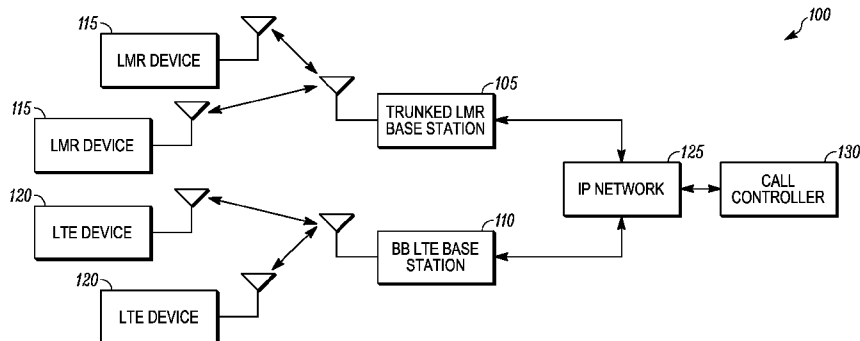 100
115
LMR DEVICE
105
TRUNKED LMR
BASE STATION
115
LMR DEVICE
125
IP NETWORK
130
CALL
CONTROLLER
120
LTE DEVICE
110
BB LTE BASE
STATION
120
LTE DEVICE